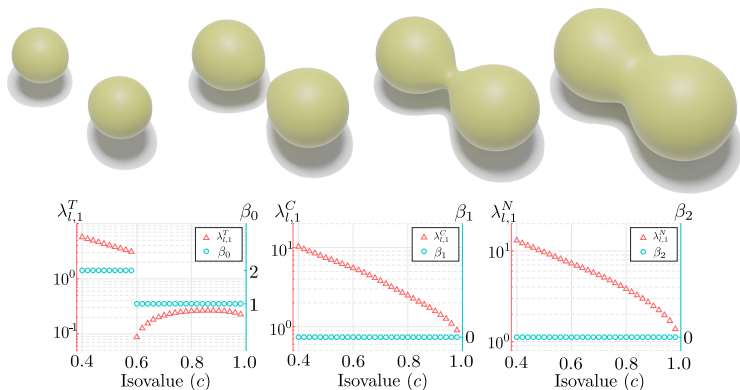 λ^T_{l,1} β_0
λ^T_{l,1}
β_0
10^0
10^{-1}
2
1
0.4 0.6 0.8 1.0
Isovalue (c)
λ^C_{l,1} β_1
λ^C_{l,1}
β_1
10^1
10^0
0
0.4 0.6 0.8 1.0
Isovalue (c)
λ^N_{l,1} β_2
λ^N_{l,1}
β_2
10^1
10^0
0
0.4 0.6 0.8 1.0
Isovalue (c)